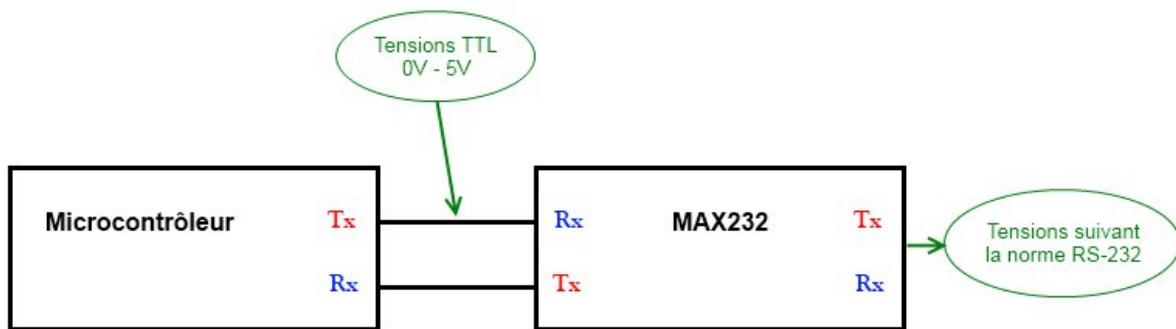 Tensions TTL
0V - 5V
Microcontrôleur
Tx
Rx
MAX232
Tx
Rx
Tx
Rx
Tensions suivant
la norme RS-232